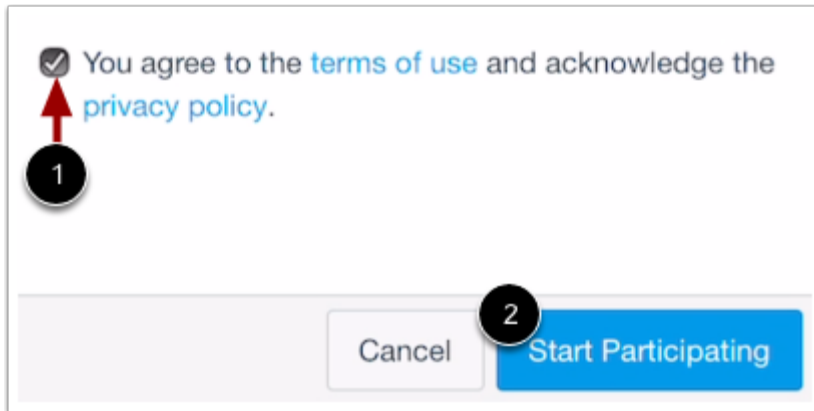 You agree to the terms of use and acknowledge the
privacy policy.
1
2
Cancel
Start Participating